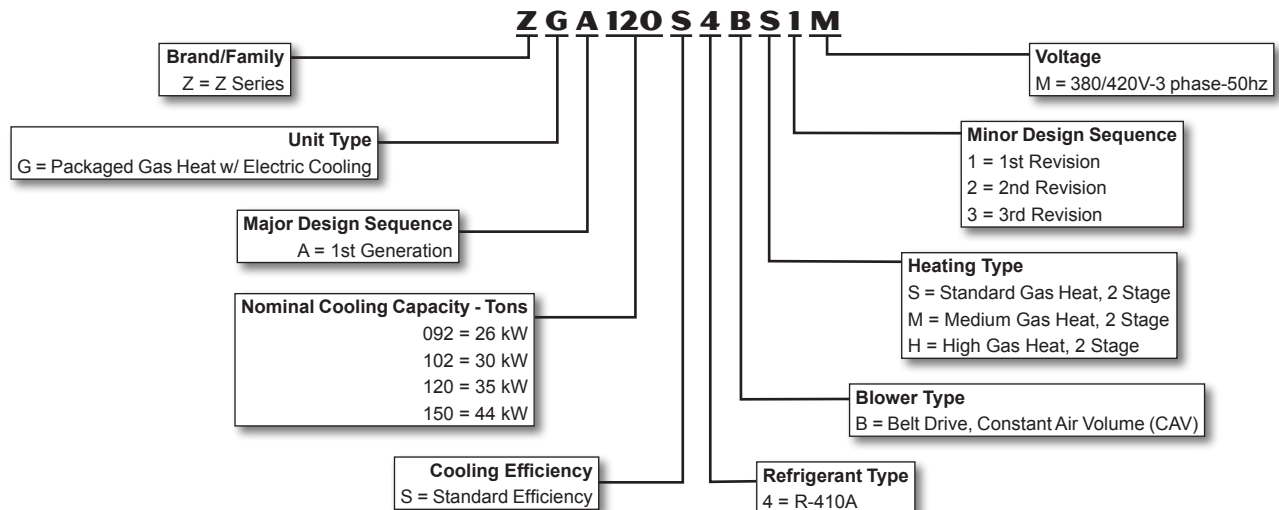 Z G A 120 S 4 B S 1 M
Brand/Family
Z = Z Series
Unit Type
G = Packaged Gas Heat w/ Electric Cooling
Major Design Sequence
A = 1st Generation
Nominal Cooling Capacity - Tons
092 = 26 kW
102 = 30 kW
120 = 35 kW
150 = 44 kW
Cooling Efficiency
S = Standard Efficiency
Refrigerant Type
4 = R-410A
Blower Type
B = Belt Drive, Constant Air Volume (CAV)
Heating Type
S = Standard Gas Heat, 2 Stage
M = Medium Gas Heat, 2 Stage
H = High Gas Heat, 2 Stage
Minor Design Sequence
1 = 1st Revision
2 = 2nd Revision
3 = 3rd Revision
Voltage
M = 380/420V-3 phase-50hz